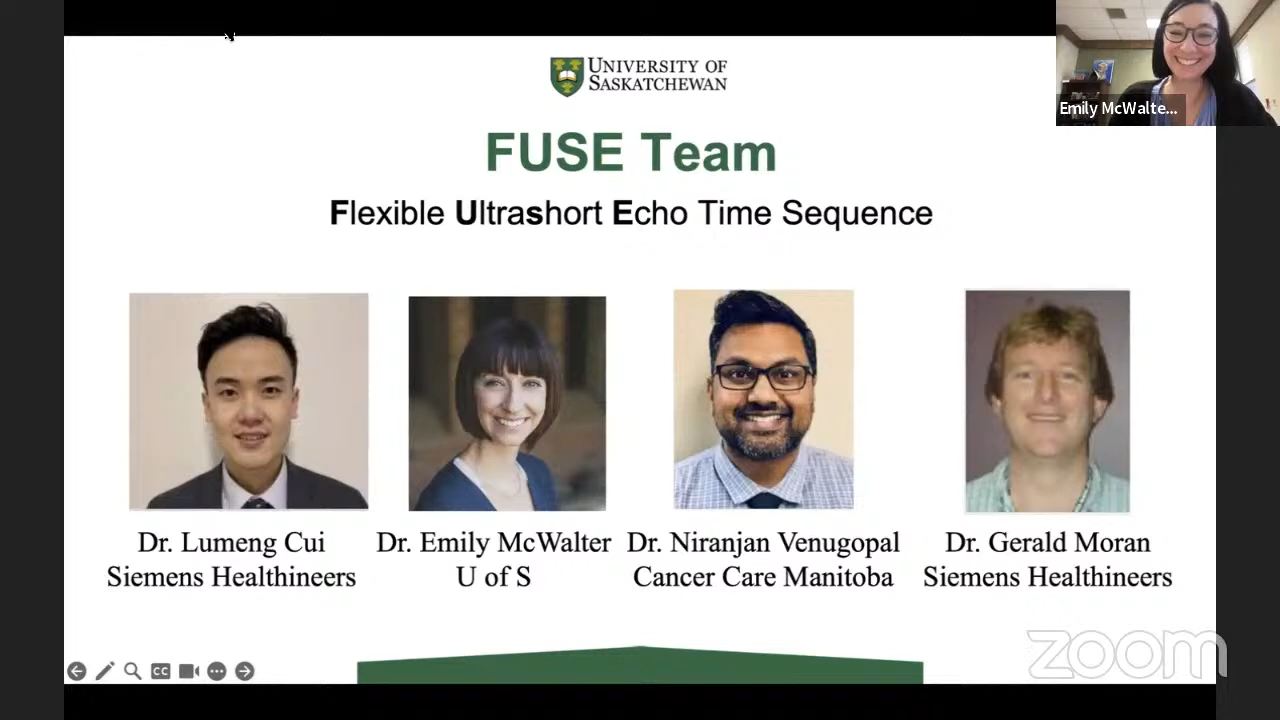 UNIVERSITY OF
SASKATCHEWAN
Emily McWalte...
FUSE Team
Flexible Ultrashort Echo Time Sequence
Dr. Lumeng Cui
Siemens Healthineers
Dr. Emily McWalter
U of S
Dr. Niranjan Venugopal
Cancer Care Manitoba
Dr. Gerald Moran
Siemens Healthineers
CC
zoom